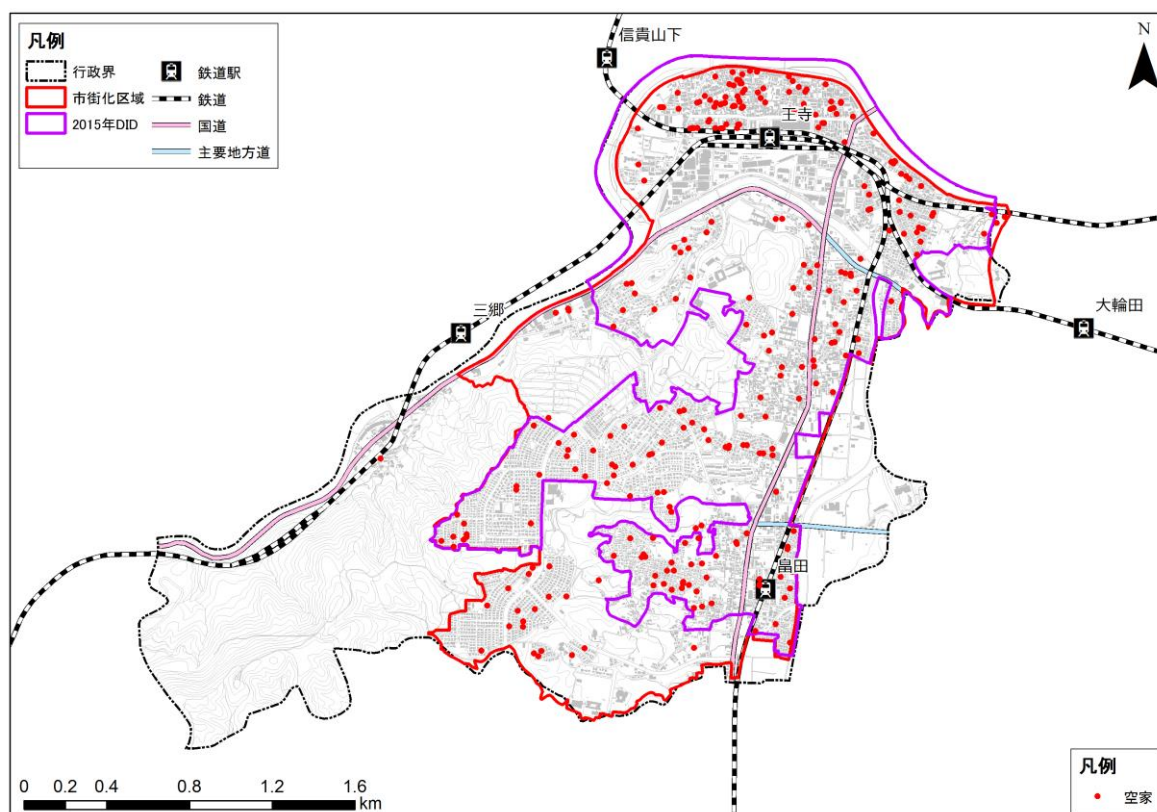 凡例
行政界
鉄道駅
市街化区域
鉄道
2015年DID
国道
主要地方道
信貴山下
N
王寺
三郷
大輪田
畠田
0 0.2 0.4 0.8 1.2 1.6
km
凡例
空家